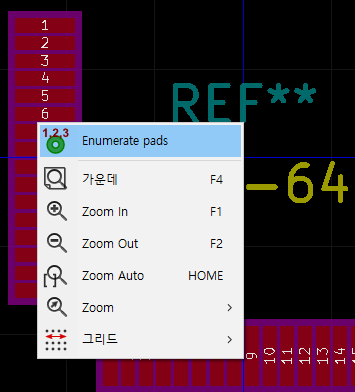 1
2
3
4
5
6
REF**
1,2,3 Enumerate pads
가운데 F4
-64
Zoom In F1
Zoom Out F2
Zoom Auto HOME
Zoom
그리드
9 10 11 12 13 14 15